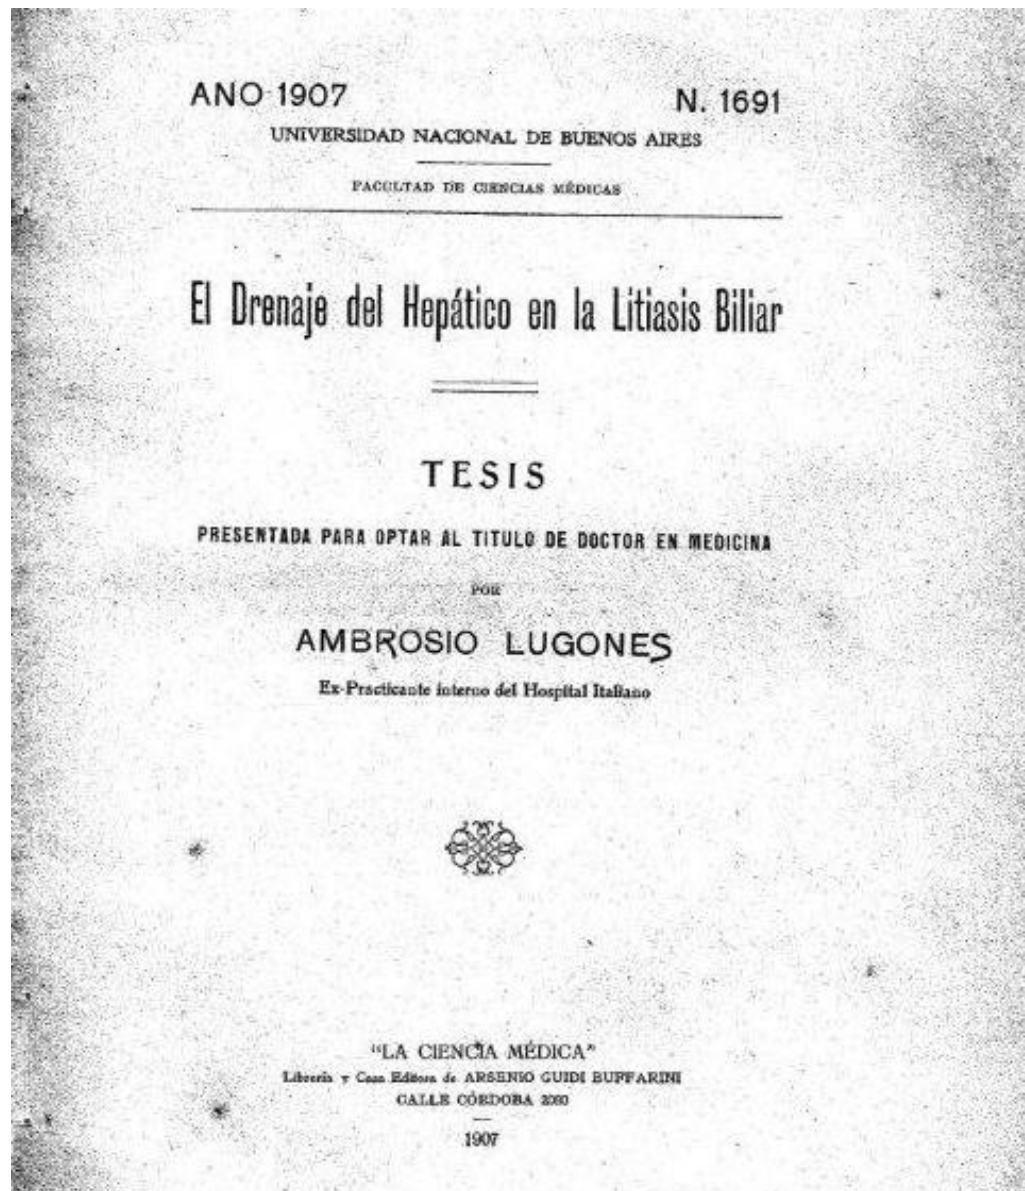 ANO 1907 N. 1691
UNIVERSIDAD NACIONAL DE BUENOS AIRES
FACULTAD DE CIENCIAS MÉDICAS
El Drenaje del Hepático en la Litiasis Biliar
TESIS
PRESENTADA PARA OPTAR AL TITULO DE DOCTOR EN MEDICINA
POR
AMBROSIO LUGONES
Ex-Practicante interno del Hospital Italiano
"LA CIENCIA MÉDICA"
Librería y Casa Editora de ARSENIO GUIDI BUFFARINI
CALLE CÓRDOBA
1907